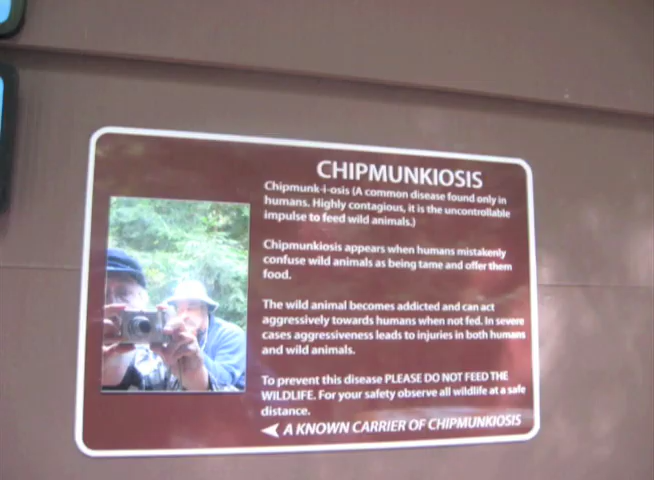 CHIPMUNKIOSIS
Chipmunk-i-osis (A common disease found only in
humans. Highly contagious, it is the uncontrollable
impulse to feed wild animals.)
Chipmunkiosis appears when humans mistakenly
confuse wild animals as being tame and offer them
food.
The wild animal becomes addicted and can act
aggressively towards humans when not fed. In severe
cases aggressiveness leads to injuries in both humans
and wild animals.
To prevent this disease PLEASE DO NOT FEED THE
WILDLIFE. For your safety observe all wildlife at a safe
distance.
A KNOWN CARRIER OF CHIPMUNKIOSIS